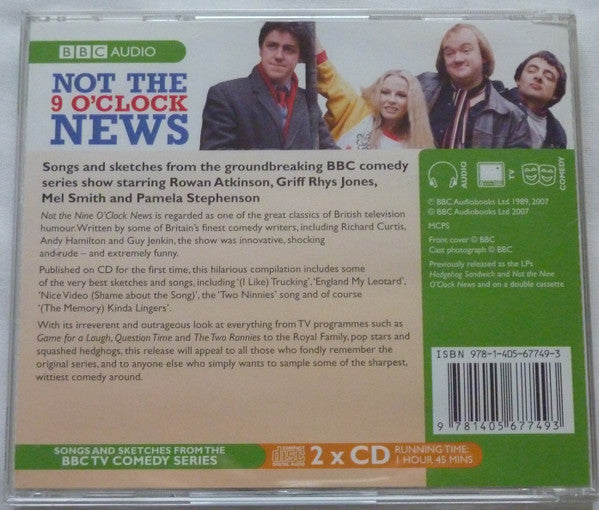 BBC AUDIO
NOT THE
9 O'CLOCK
NEWS
Songs and sketches from the groundbreaking BBC comedy
series show starring Rowan Atkinson, Griff Rhys Jones,
Mel Smith and Pamela Stephenson
Not the Nine O'Clock News is regarded as one of the great classics of British television
humour. Written by some of Britain's finest comedy writers, including Richard Curtis,
Andy Hamilton and Guy Jenkin, the show was innovative, shocking
and rude – and extremely funny.
Published on CD for the first time, this hilarious compilation includes some
of the very best sketches and songs, including '(I Like) Trucking', 'England My Leotard',
'Nice Video (Shame about the Song)', the 'Two Ninnies' song and of course
'(The Memory) Kinda Lingers'.
With its irreverent and outrageous look at everything from TV programmes such as
Game for a Laugh, Question Time and The Two Ronnies to the Royal Family, pop stars and
squashed hedghogs, this release will appeal to all those who fondly remember the
original series, and to anyone else who simply wants to sample some of the sharpest,
wittiest comedy around.
AUDIO
TV
COMEDY
℗ BBC Audiobooks Ltd 1989, 2007
© BBC Audiobooks Ltd 2007
MCPS
Front cover © BBC
Cast photograph © BBC
Previously released as the LPs
Hedgehog Sandwich and Not the Nine
O'Clock News and on a double cassette
ISBN 978-1-405-67749-3
9 781405 677493
SONGS AND SKETCHES FROM THE
BBC TV COMEDY SERIES
COMPACT
disc
DIGITAL AUDIO
2 x CD
RUNNING TIME:
1 HOUR 45 MINS